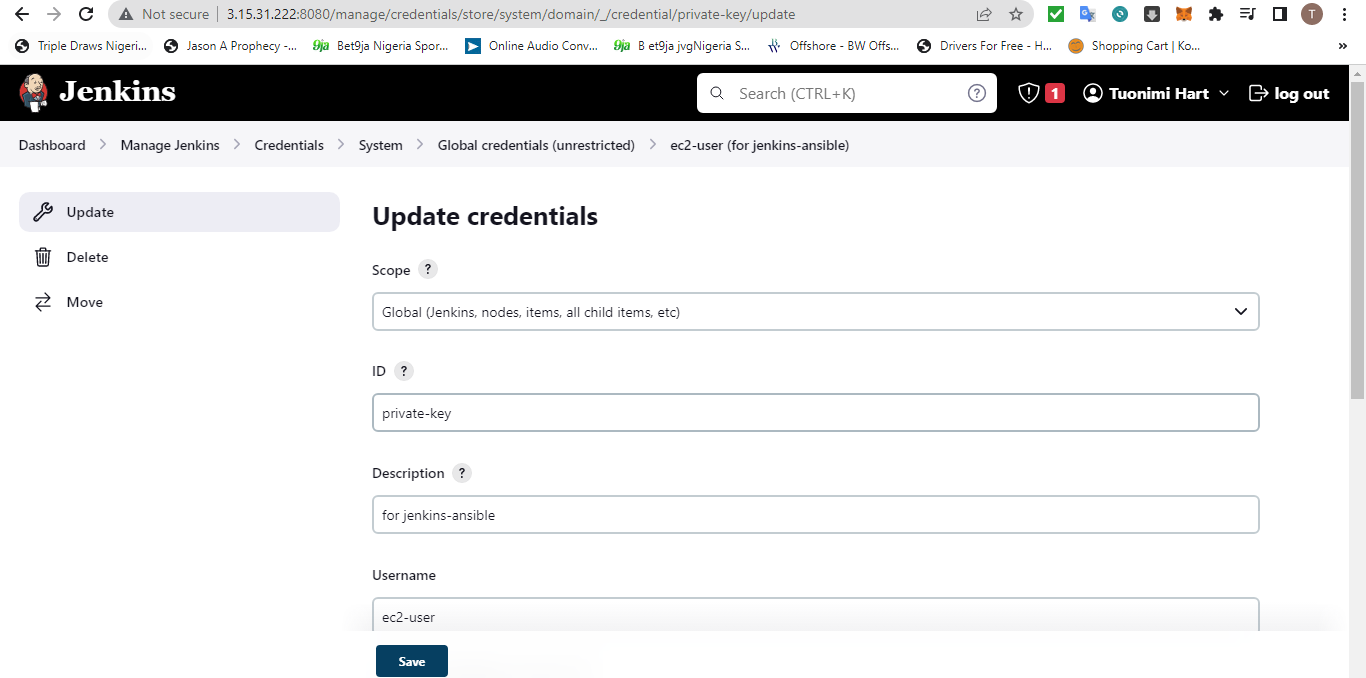 Not secure 3.15.31.222:8080/manage/credentials/store/system/domain/_/credential/private-key/update T
Triple Draws Nigeri... Jason A Prophecy -... 9ja Bet9ja Nigeria Spor... Online Audio Conv... 9ja B et9ja jvgNigeria S... Offshore - BW Offs... Drivers For Free - H... Shopping Cart | Ko... »
Jenkins Search (CTRL+K) ? 1 Tuonimi Hart log out
Dashboard Manage Jenkins Credentials System Global credentials (unrestricted) ec2-user (for jenkins-ansible)
Update
Delete
Move
Update credentials
Scope ?
Global (Jenkins, nodes, items, all child items, etc)
ID ?
private-key
Description ?
for jenkins-ansible
Username
ec2-user
Save